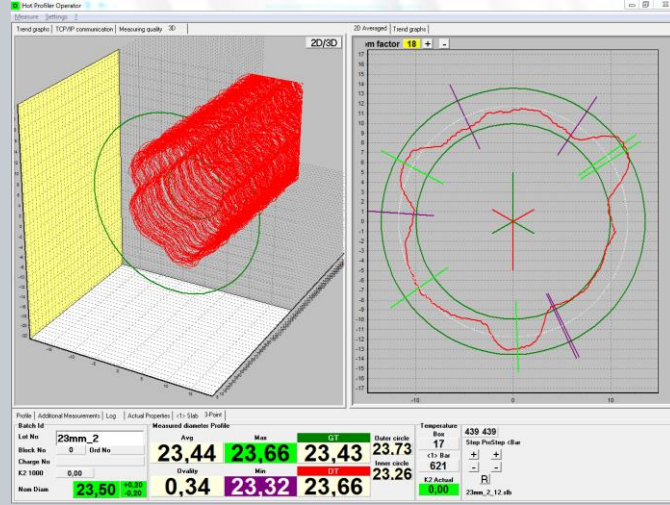 Hot Profiler Operator
Measure Settings ?
Trend graphs TCP/IP communication Measuring quality 3D
2D Averaged Trend graphs
2D/3D
m factor 18 + -
17
16
15
14
13
12
11
10
9
8
7
6
5
4
3
2
1
0
-1
-2
-3
-4
-5
-6
-7
-8
-9
-10
-11
-12
-13
-14
-15
-16
-17
-10 0 10
Profile Additional Measurements Log Actual Properties <1> Slab 3-Point
Batch Id
Lot No 23mm_2
Block No 0 Ord No
Charge No
K2 1000 0,00
Nom Diam 23,50 +0,20 -0,20
Measured diameter Profile
Avg Max GT Outer circle
23,44 23,66 23,43 23.73
Ovality Min DT Inner circle
0,34 23,32 23,66 23.26
Temperature
Box
17
<1> Bar
621
K2 Actual
0,00
439 439
+ +
- -
R
23mm_2_12.xlb